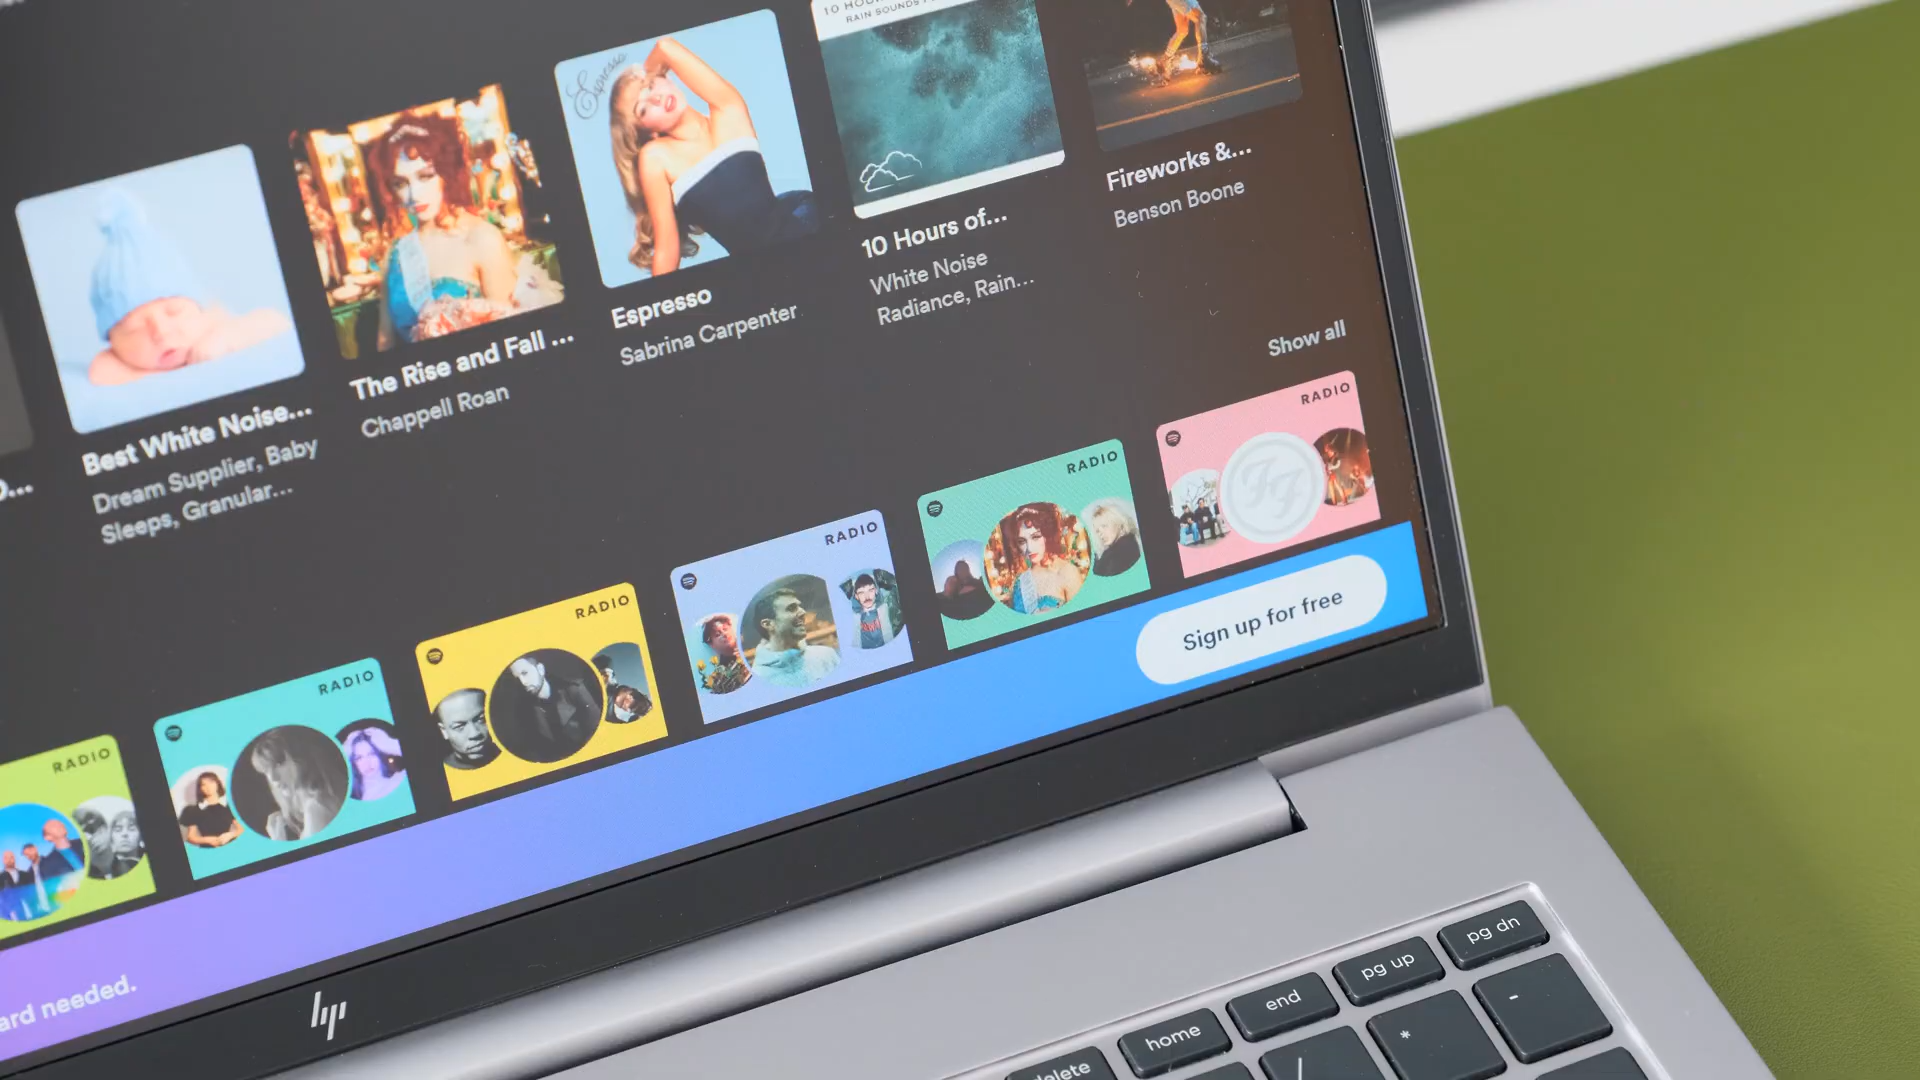 10 HOU
RAIN SOUNDS
Espresso
Best White Noise...
Dream Supplier, Baby
Sleeps, Granular...
The Rise and Fall ...
Chappell Roan
Espresso
Sabrina Carpenter
10 Hours of...
White Noise
Radiance, Rain...
Fireworks &...
Benson Boone
Show all
RADIO
RADIO
RADIO
RADIO
RADIO
RADIO
FF
Sign up for free
ard needed.
hp
delete
home
end
pg up
pg dn
/
*
-